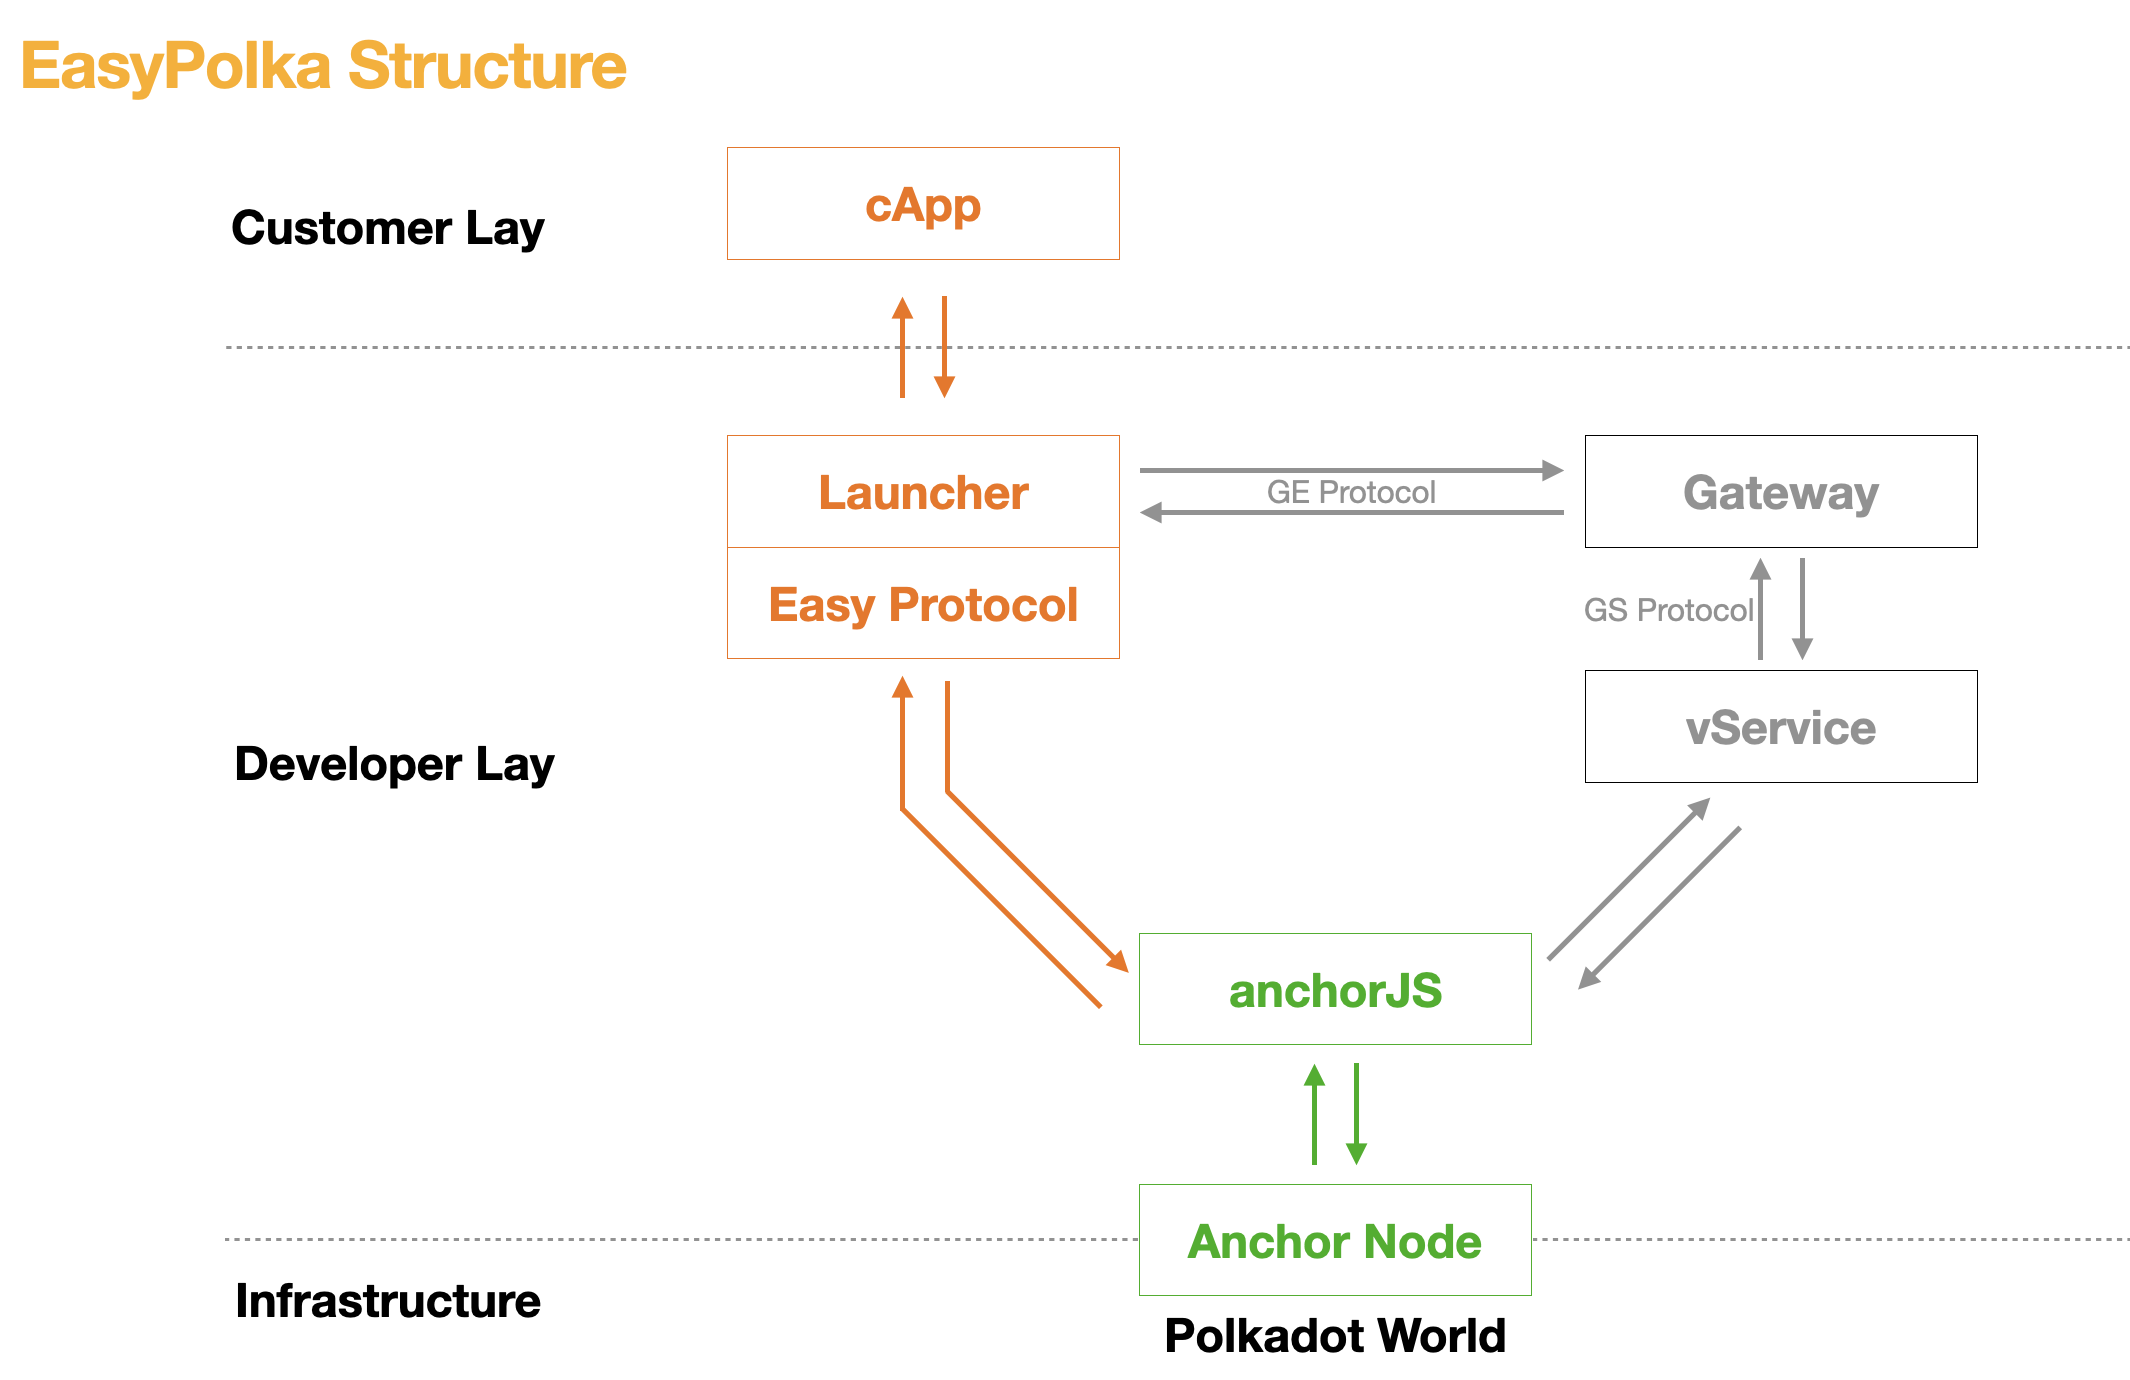 EasyPolka Structure
cApp
Customer Lay
Launcher
GE Protocol
Gateway
Easy Protocol
GS Protocol
vService
Developer Lay
anchorJS
Anchor Node
Infrastructure
Polkadot World